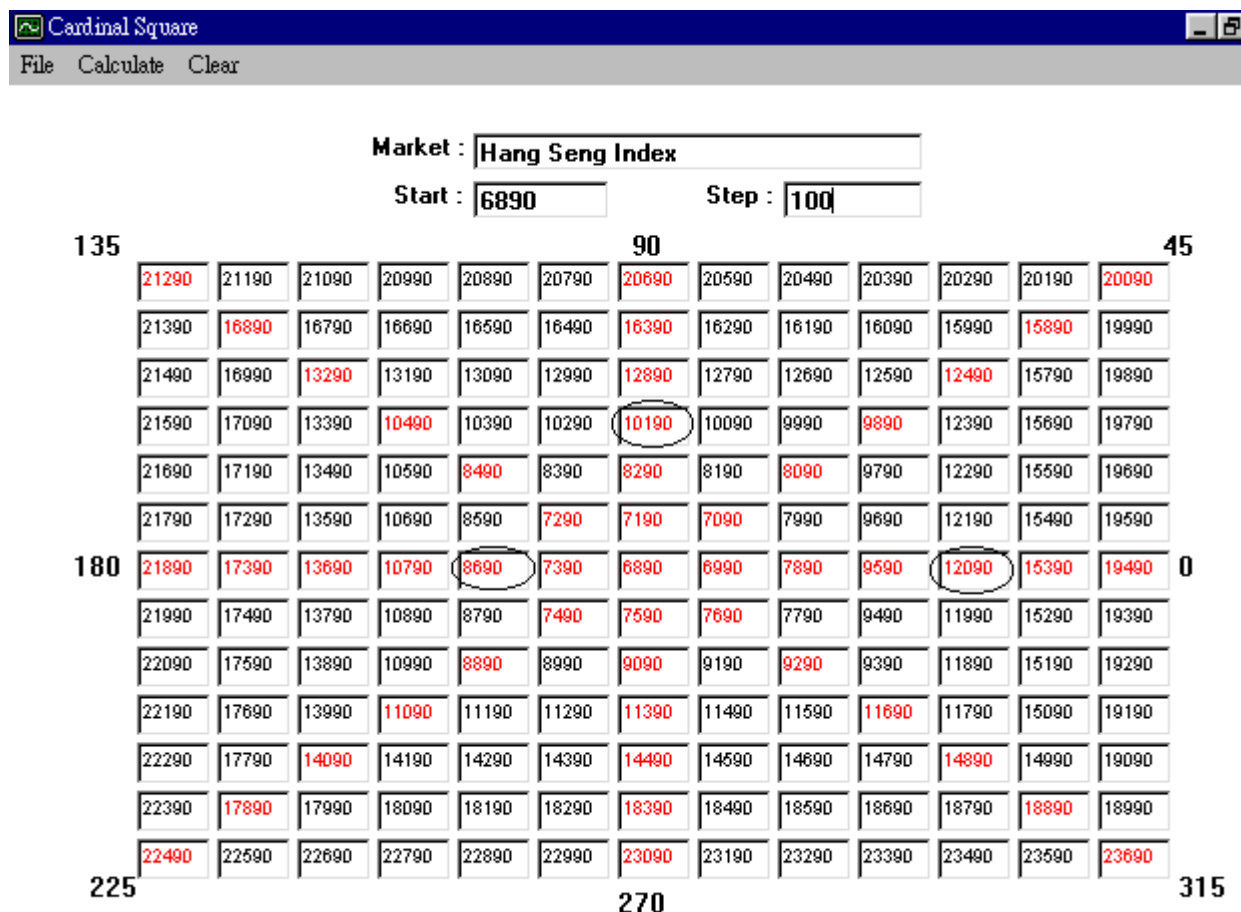 Cardinal Square
File Calculate Clear
Market : Hang Seng Index
Start : 6890 Step : 100
135 90 45
21290 21190 21090 20990 20890 20790 20690 20590 20490 20390 20290 20190 20090
21390 16890 16790 16690 16590 16490 16390 16290 16190 16090 15990 15890 19990
21490 16990 13290 13190 13090 12990 12890 12790 12690 12590 12490 15790 19890
21590 17090 13390 10490 10390 10290 10190 10090 9990 9890 12390 15690 19790
21690 17190 13490 10590 8490 8390 8290 8190 8090 9790 12290 15590 19690
21790 17290 13590 10690 8590 7290 7190 7090 7990 9690 12190 15490 19590
180 21890 17390 13690 10790 8690 7390 6890 6990 7890 9590 12090 15390 19490 0
21990 17490 13790 10890 8790 7490 7590 7690 7790 9490 11990 15290 19390
22090 17590 13890 10990 8890 8990 9090 9190 9290 9390 11890 15190 19290
22190 17690 13990 11090 11190 11290 11390 11490 11590 11690 11790 15090 19190
22290 17790 14090 14190 14290 14390 14490 14590 14690 14790 14890 14990 19090
22390 17890 17990 18090 18190 18290 18390 18490 18590 18690 18790 18890 18990
22490 22590 22690 22790 22890 22990 23090 23190 23290 23390 23490 23590 23690
225 270 315